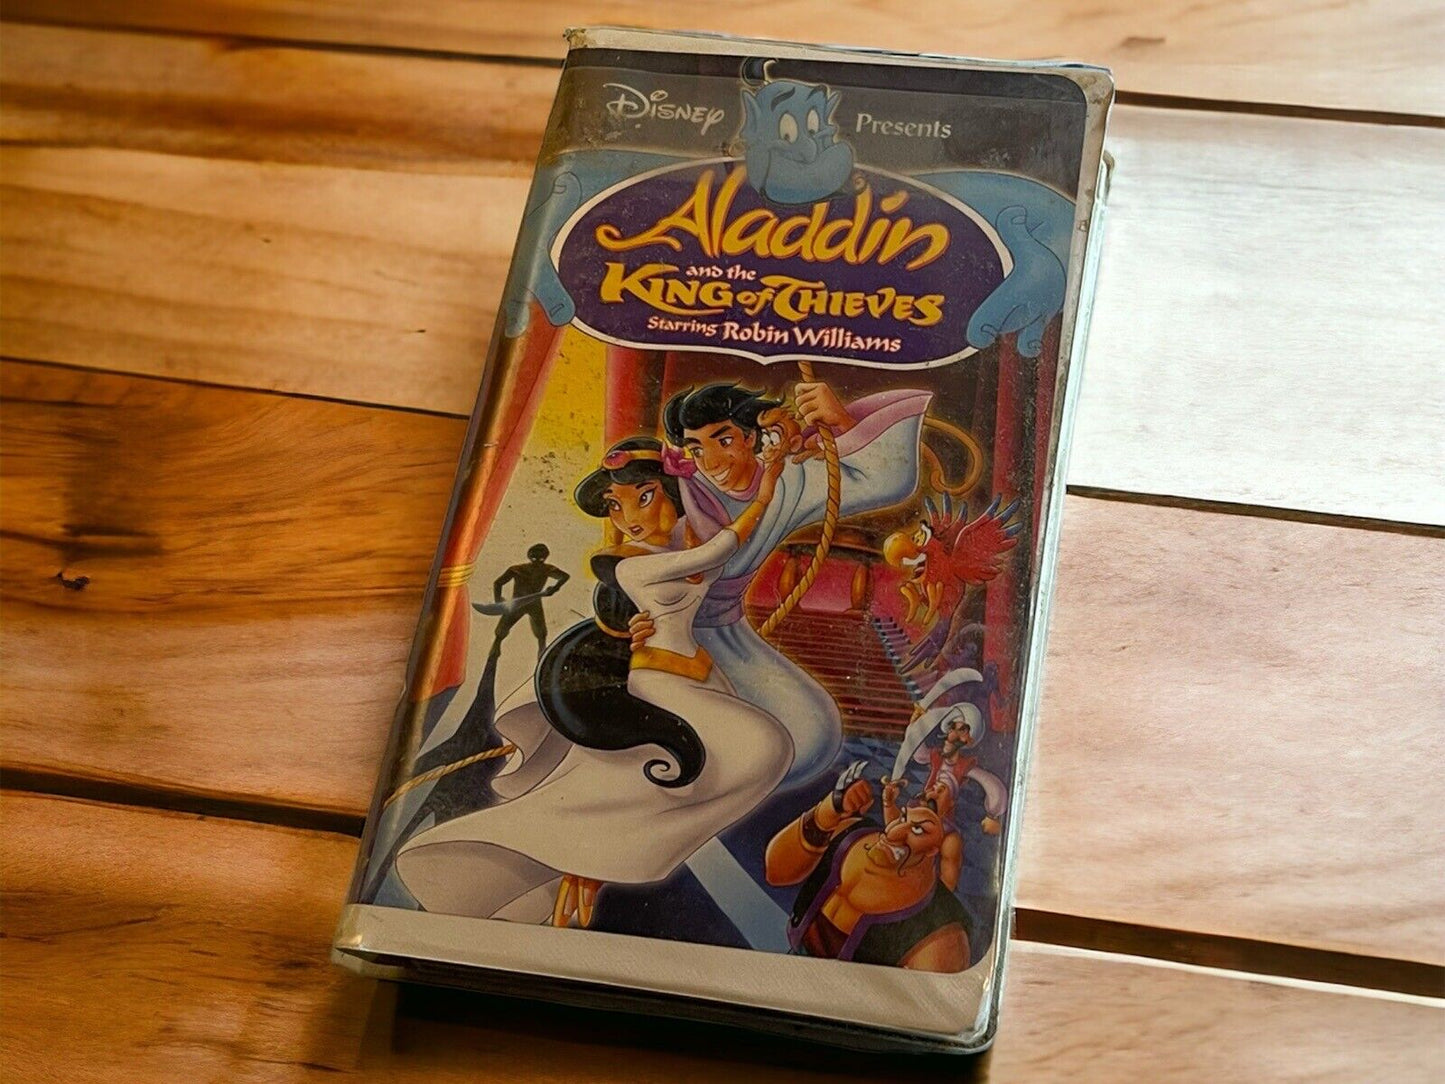 Disney Presents
Aladdin
and the
King of Thieves
Starring Robin Williams